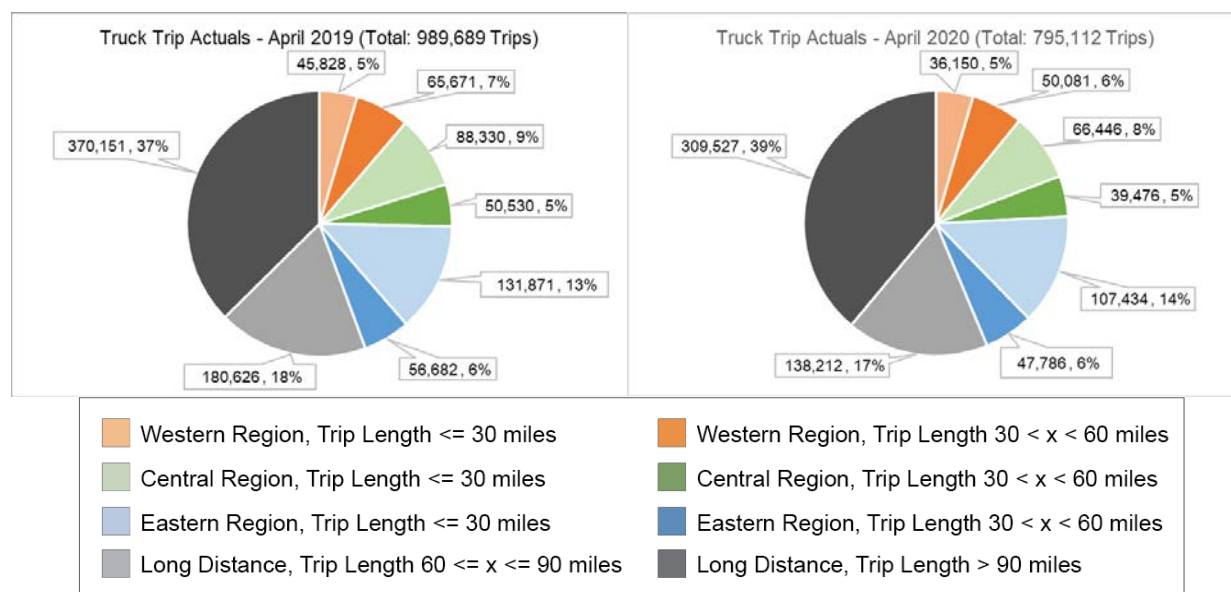 Truck Trip Actuals - April 2019 (Total: 989,689 Trips)
45,828 , 5%
65,671 , 7%
88,330 , 9%
50,530 , 5%
131,871 , 13%
56,682 , 6%
180,626 , 18%
370,151 , 37%
Truck Trip Actuals - April 2020 (Total: 795,112 Trips)
36,150 , 5%
50,081 , 6%
66,446 , 8%
39,476 , 5%
107,434 , 14%
47,786 , 6%
138,212 , 17%
309,527 , 39%
Western Region, Trip Length <= 30 miles
Western Region, Trip Length 30 < x < 60 miles
Central Region, Trip Length <= 30 miles
Central Region, Trip Length 30 < x < 60 miles
Eastern Region, Trip Length <= 30 miles
Eastern Region, Trip Length 30 < x < 60 miles
Long Distance, Trip Length 60 <= x <= 90 miles
Long Distance, Trip Length > 90 miles